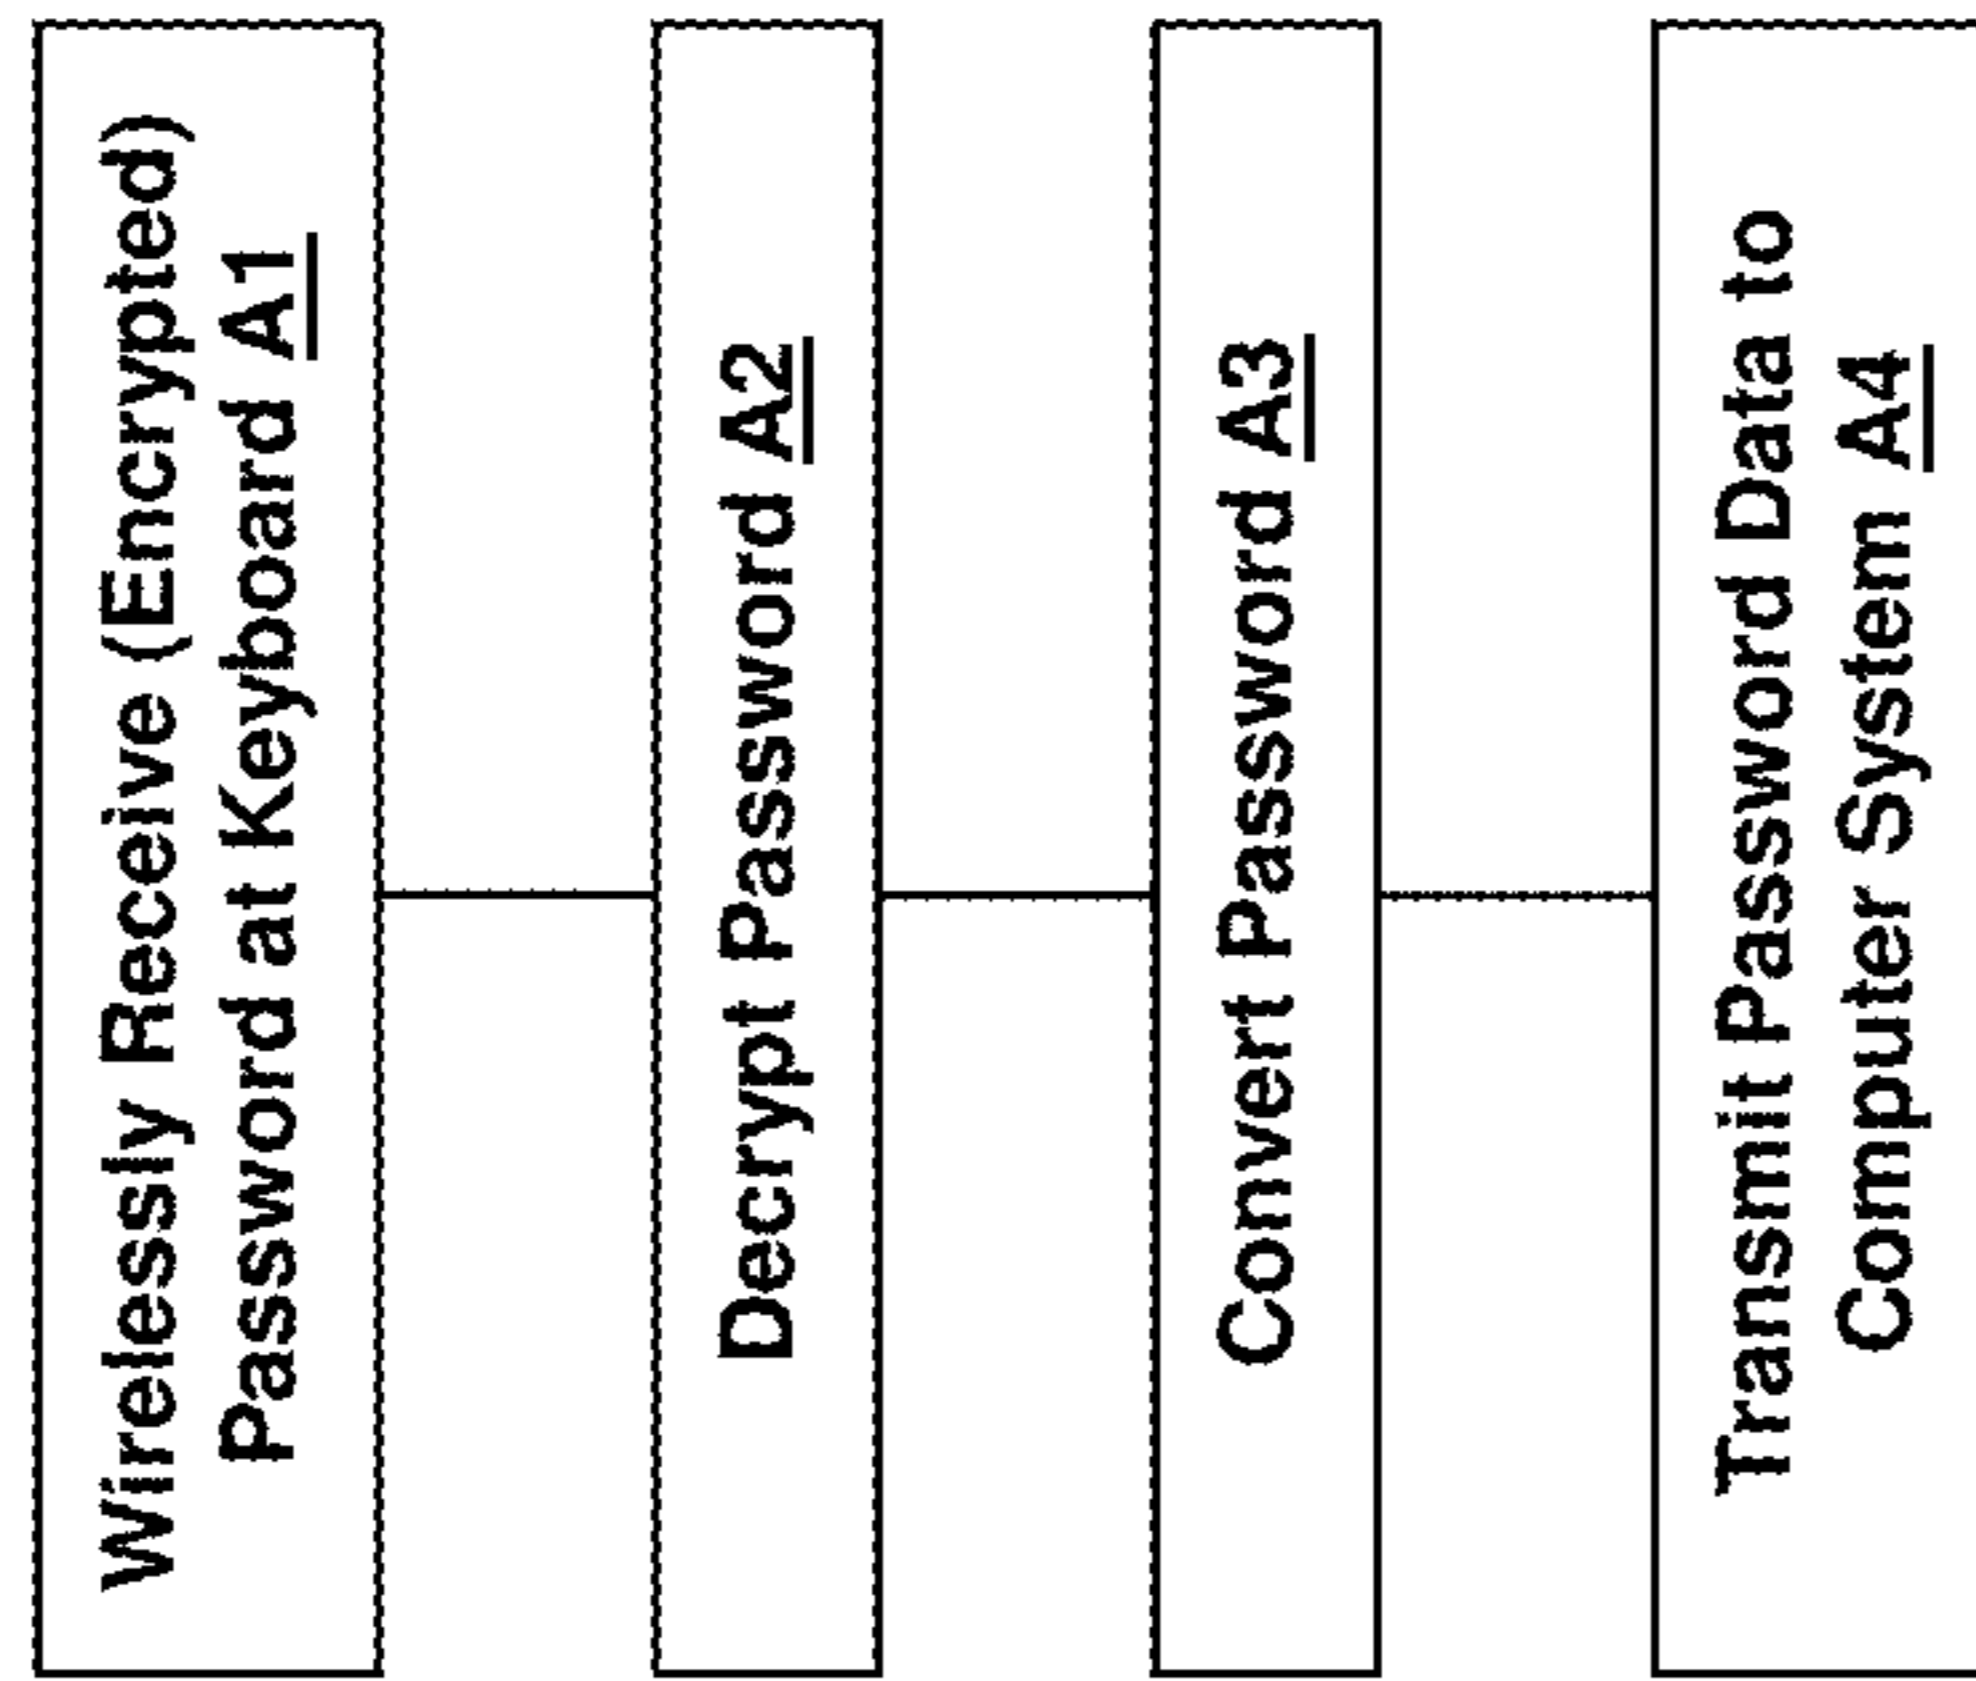 Wirelessly Receive (Encrypted)
Password at Keyboard A1
Decrypt Password A2
Convert Password A3
Transmit Password Data to
Computer System A4